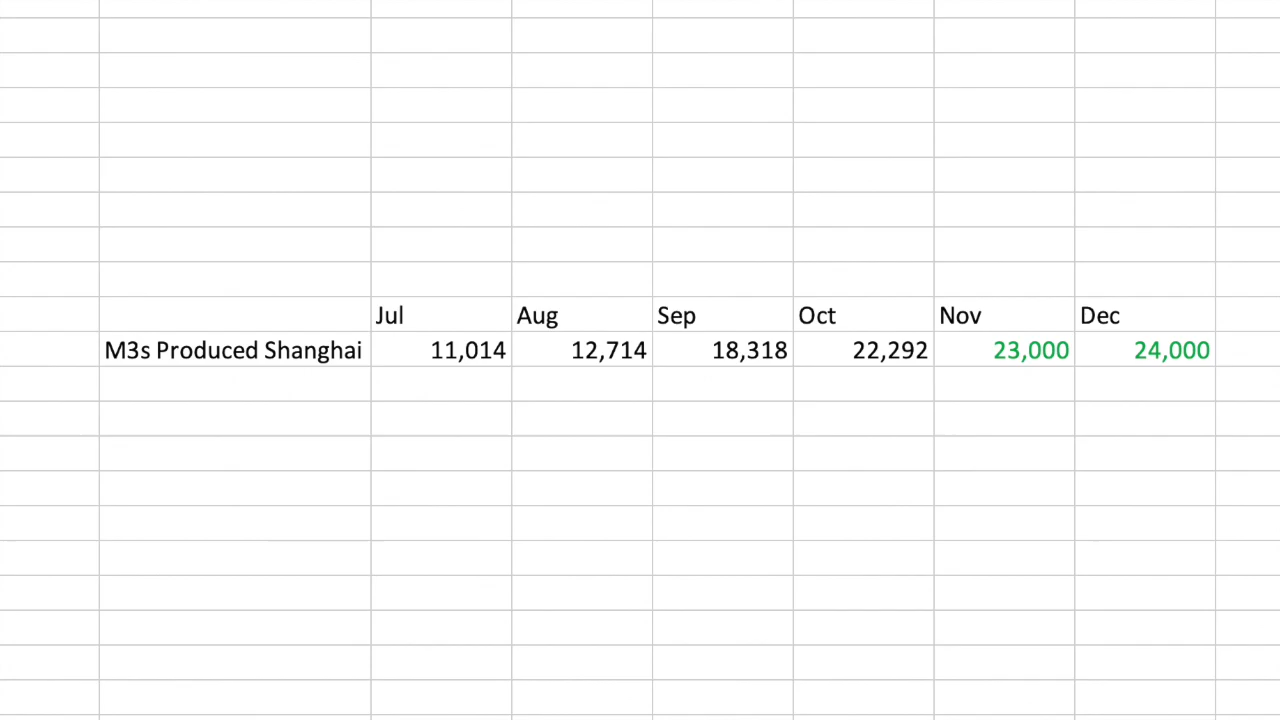 Jul Aug Sep Oct Nov Dec
M3s Produced Shanghai 11,014 12,714 18,318 22,292 23,000 24,000